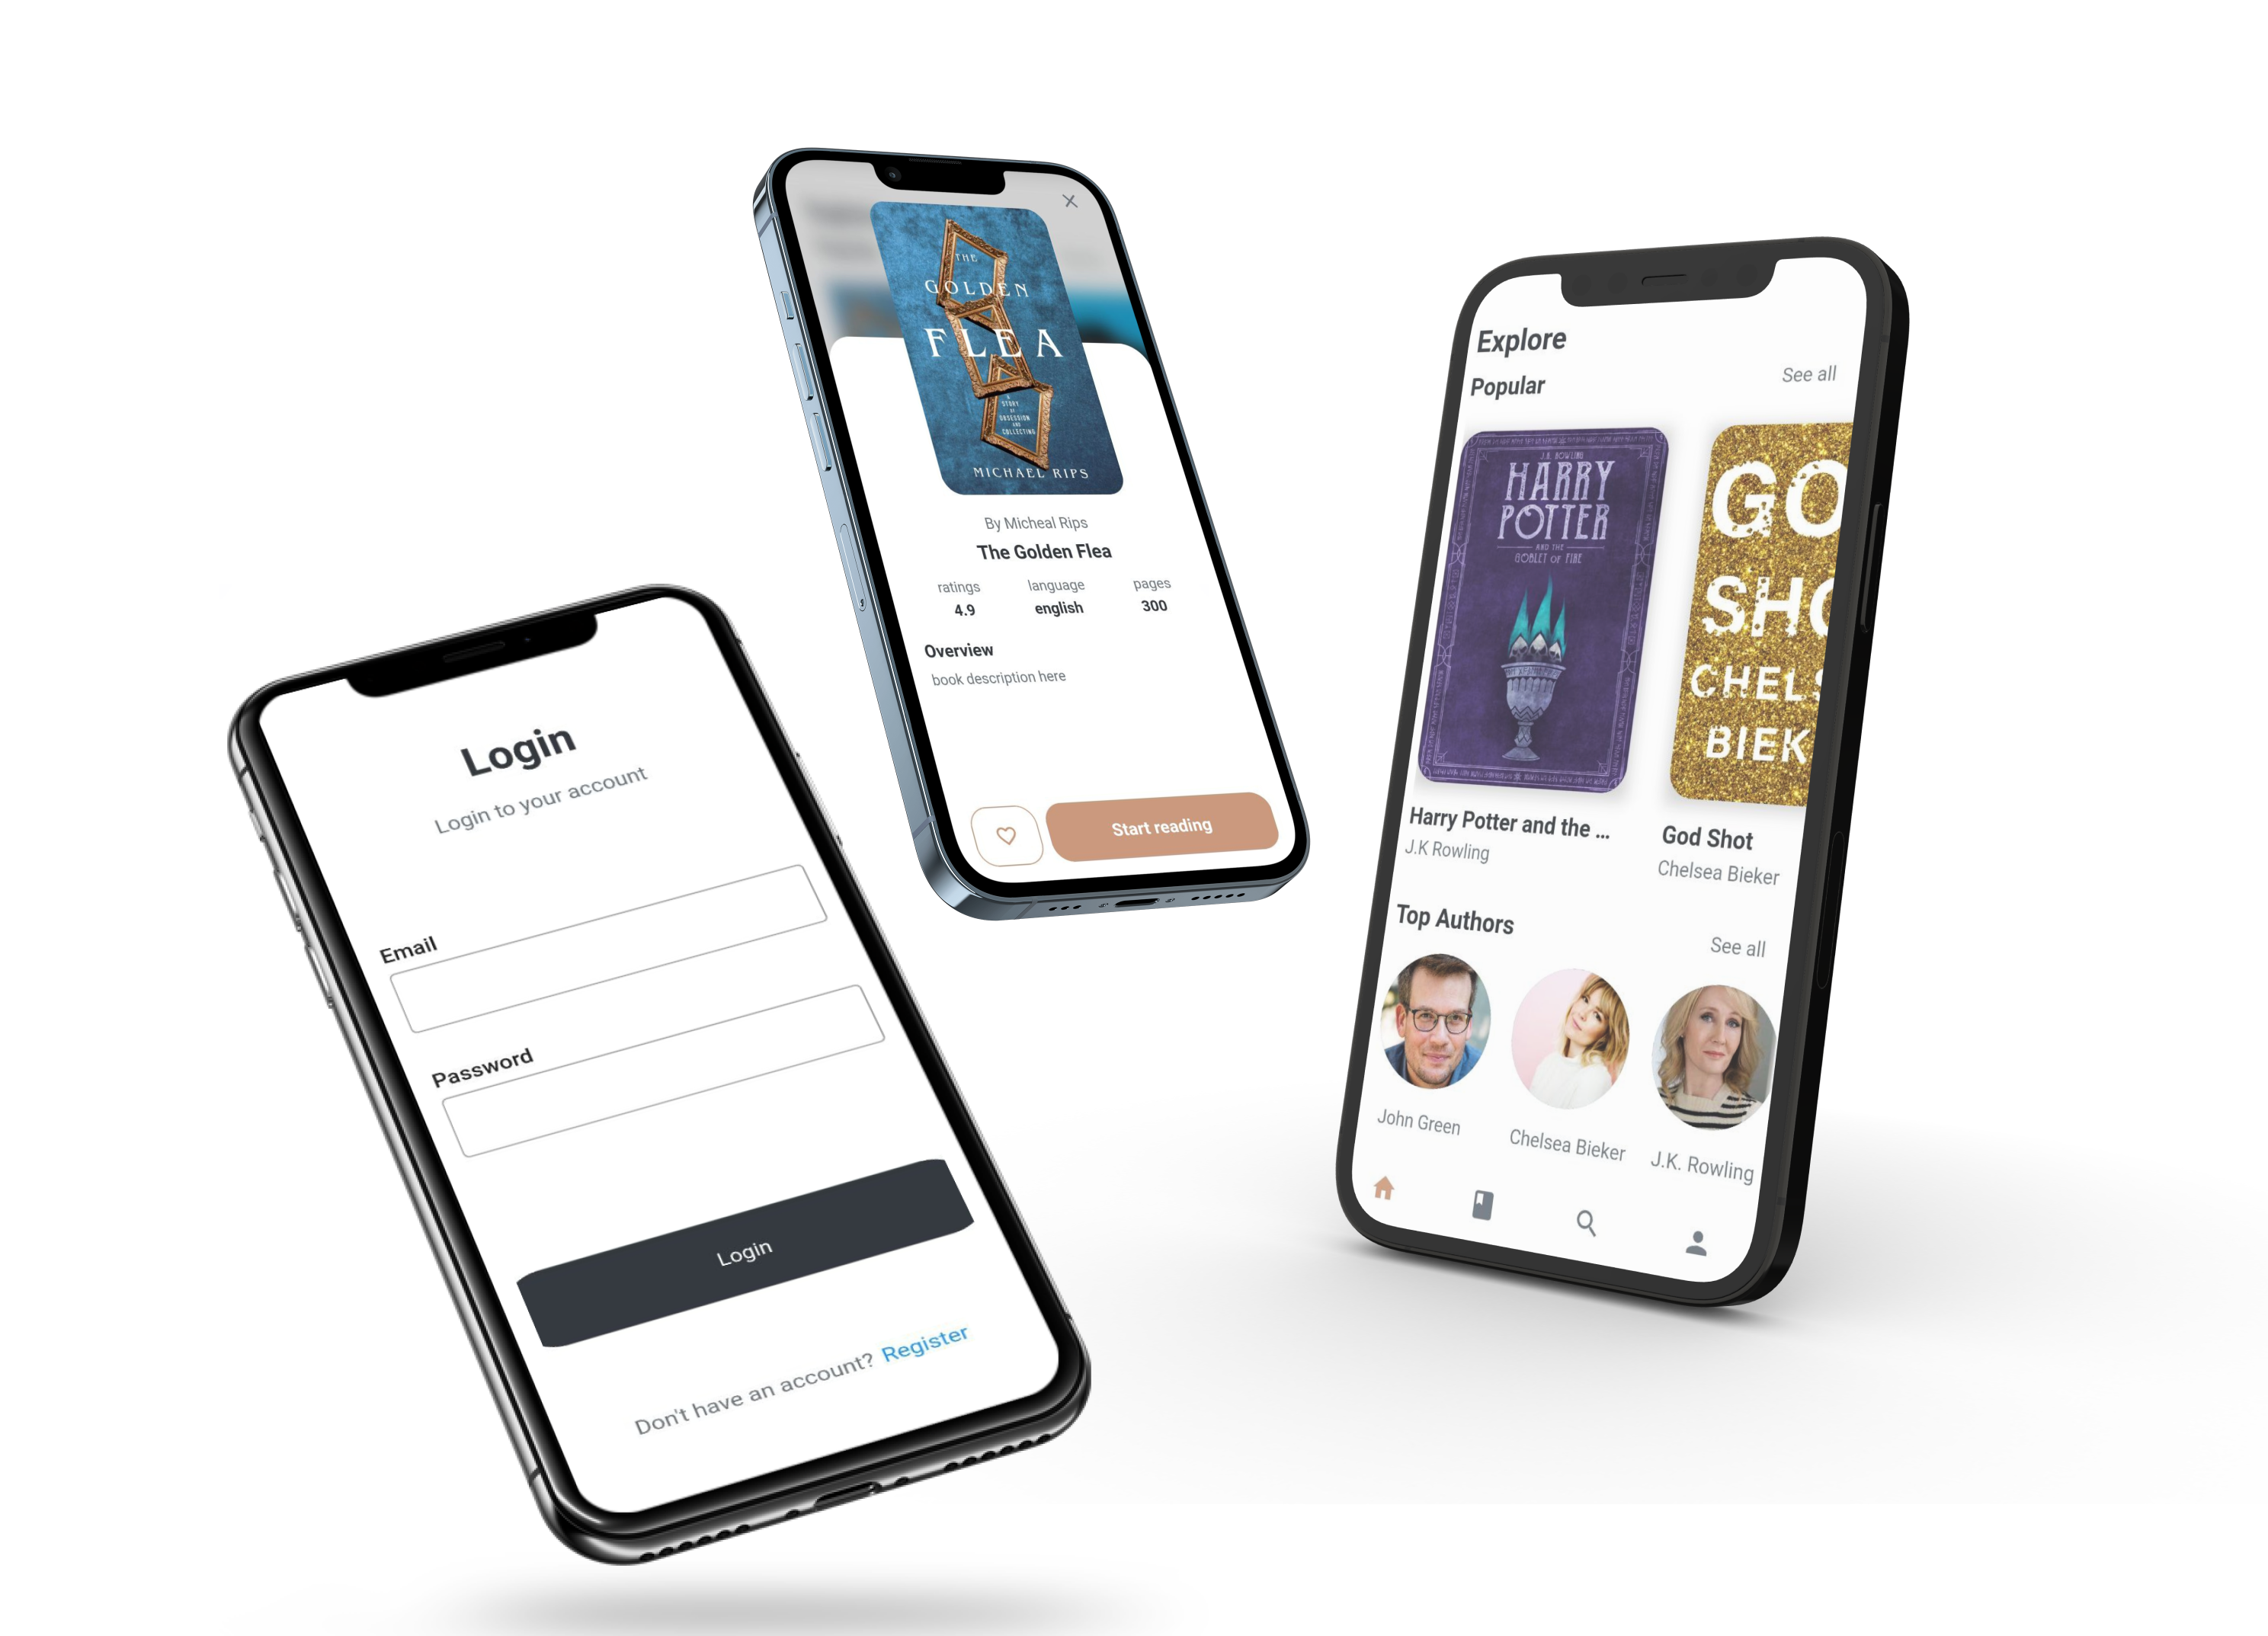 Login
Login to your account
Email
Password
Login
Don't have an account? Register
THE
GOLDEN
FLEA
A
STORY
OF
OBSESSION
AND
COLLECTING
MICHAEL RIPS
By Micheal Rips
The Golden Flea
ratings language pages
4.9 english 300
Overview
book description here
Start reading
Explore
Popular See all
J.K. ROWLING
HARRY
POTTER
AND THE
GOBLET OF FIRE
GO
SHO
CHELS
BIEK
Harry Potter and the ...
J.K Rowling
God Shot
Chelsea Bieker
Top Authors See all
John Green
Chelsea Bieker
J.K. Rowling